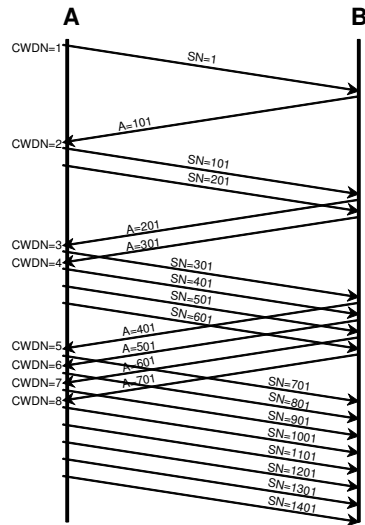 A
B
CWDN=1
SN=1
A=101
CWDN=2
SN=101
SN=201
A=201
A=301
CWDN=3
CWDN=4
SN=301
SN=401
SN=501
SN=601
A=401
A=501
A=601
A=701
CWDN=5
CWDN=6
CWDN=7
CWDN=8
SN=701
SN=801
SN=901
SN=1001
SN=1101
SN=1201
SN=1301
SN=1401